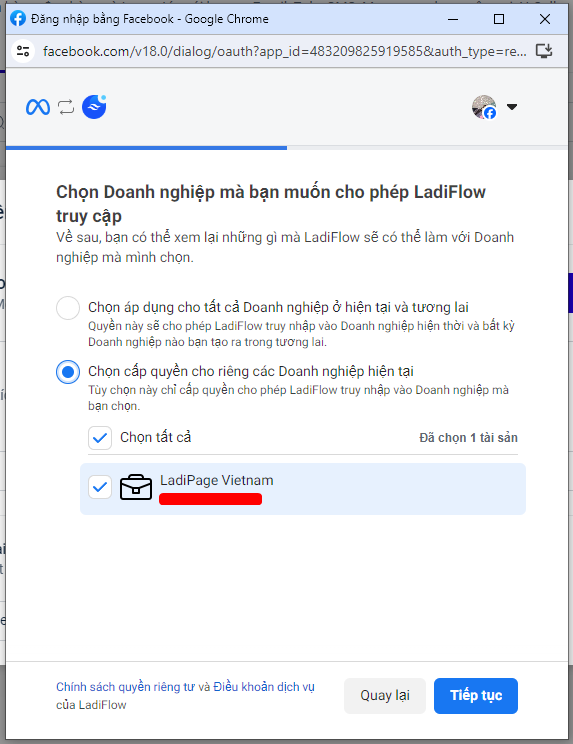 Đăng nhập bằng Facebook - Google Chrome
facebook.com/v18.0/dialog/oauth?app_id=483209825919585&auth_type=re...
Chọn Doanh nghiệp mà bạn muốn cho phép LadiFlow
truy cập
Về sau, bạn có thể xem lại những gì mà LadiFlow sẽ có thể làm với Doanh
nghiệp mà mình chọn.
Chọn áp dụng cho tất cả Doanh nghiệp ở hiện tại và tương lai
Quyền này sẽ cho phép LadiFlow truy nhập vào Doanh nghiệp hiện thời và bất kỳ
Doanh nghiệp nào bạn tạo ra trong tương lai.
Chọn cấp quyền cho riêng các Doanh nghiệp hiện tại
Tùy chọn này chỉ cấp quyền cho phép LadiFlow truy nhập vào Doanh nghiệp mà
bạn chọn.
Chọn tất cả
Đã chọn 1 tài sản
LadiPage Vietnam
Chính sách quyền riêng tư và Điều khoản dịch vụ
của LadiFlow
Quay lại
Tiếp tục